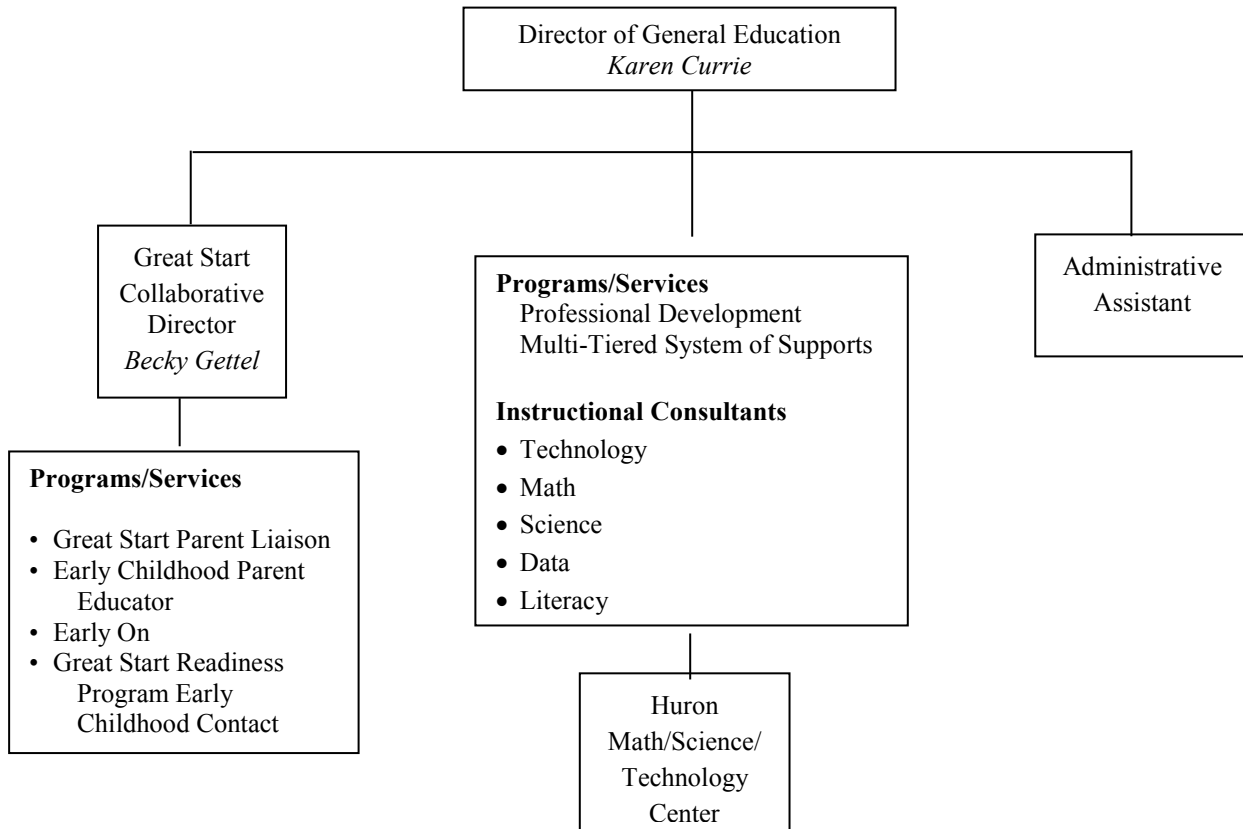 Director of General Education
Karen Currie
Great Start
Collaborative
Director
Becky Gettel
Programs/Services
• Great Start Parent Liaison
• Early Childhood Parent
Educator
• Early On
• Great Start Readiness
Program Early
Childhood Contact
Programs/Services
Professional Development
Multi-Tiered System of Supports
Instructional Consultants
• Technology
• Math
• Science
• Data
• Literacy
Huron
Math/Science/
Technology
Center
Administrative
Assistant